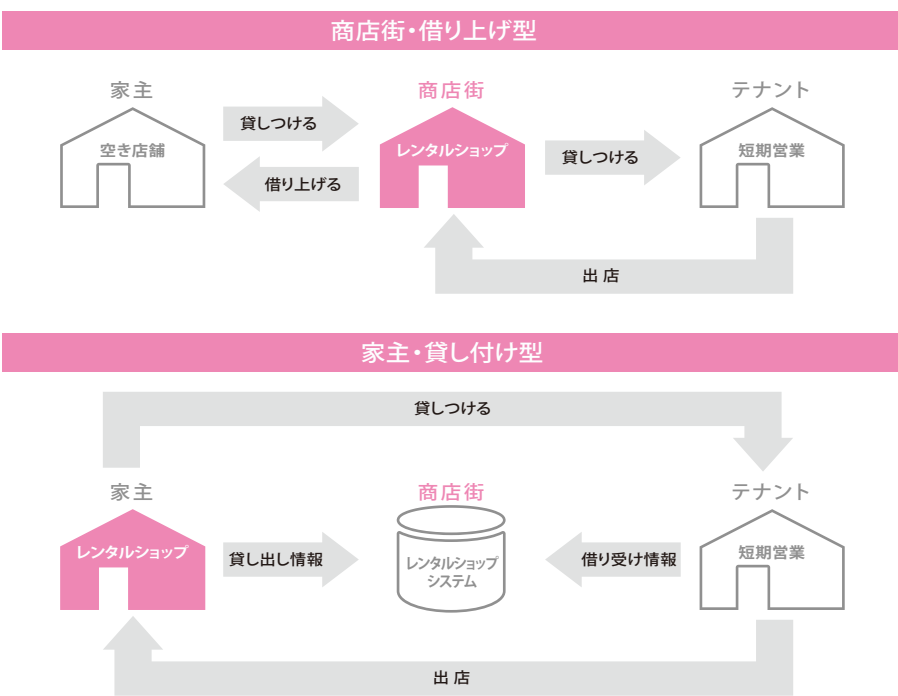 商店街・借り上げ型
家主
商店街
テナント
空き店舗
貸しつける
借り上げる
レンタルショップ
貸しつける
短期営業
出店
家主・貸し付け型
貸しつける
家主
商店街
テナント
レンタルショップ
貸し出し情報
レンタルショップ
システム
借り受け情報
短期営業
出店